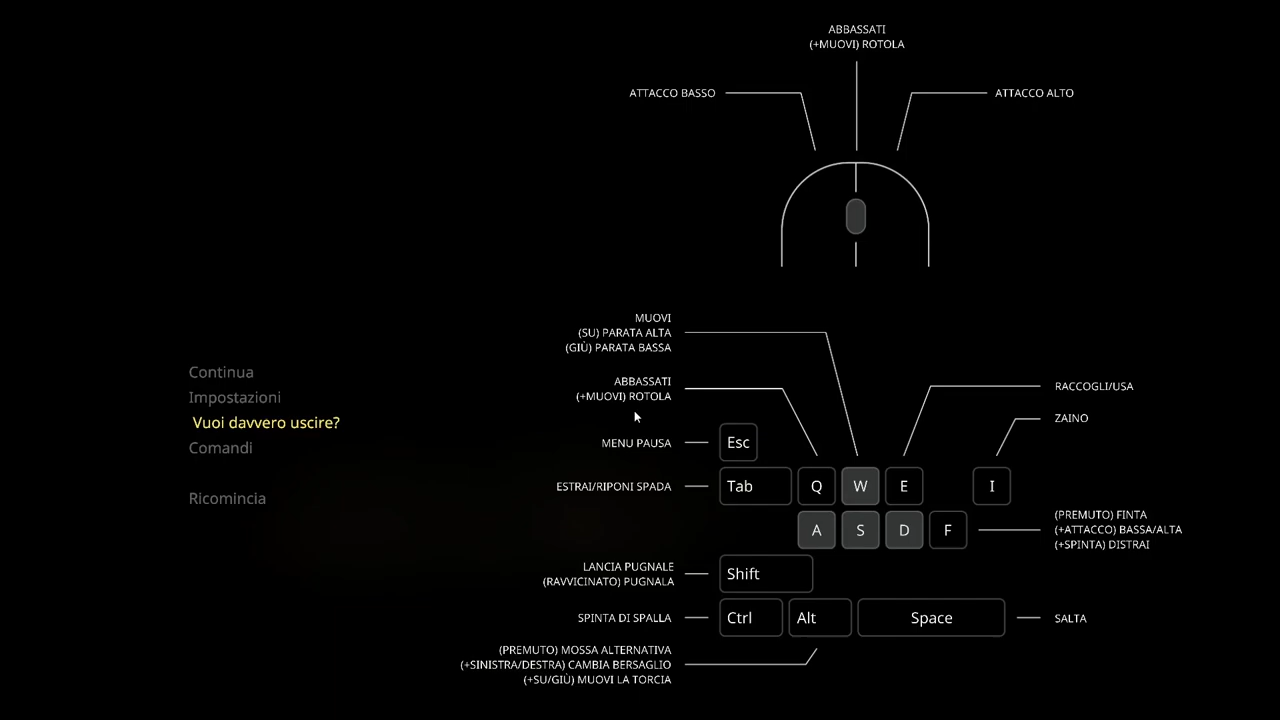 ABBASSATI
(+MUOVI) ROTOLA
ATTACCO BASSO
ATTACCO ALTO
MUOVI
(SU) PARATA ALTA
(GIÙ) PARATA BASSA
Continua
Impostazioni
Vuoi davvero uscire?
Comandi
Ricomincia
ABBASSATI
(+MUOVI) ROTOLA
RACCOGLI/USA
ZAINO
MENU PAUSA
Esc
ESTRAI/RIPONI SPADA
Tab
Q
W
E
I
A
S
D
F
(PREMUTO) FINTA
(+ATTACCO) BASSA/ALTA
(+SPINTA) DISTRAI
LANCIA PUGNALE
(RAVVICINATO) PUGNALA
Shift
SPINTA DI SPALLA
Ctrl
Alt
Space
SALTA
(PREMUTO) MOSSA ALTERNATIVA
(+SINISTRA/DESTRA) CAMBIA BERSAGLIO
(+SU/GIÙ) MUOVI LA TORCIA